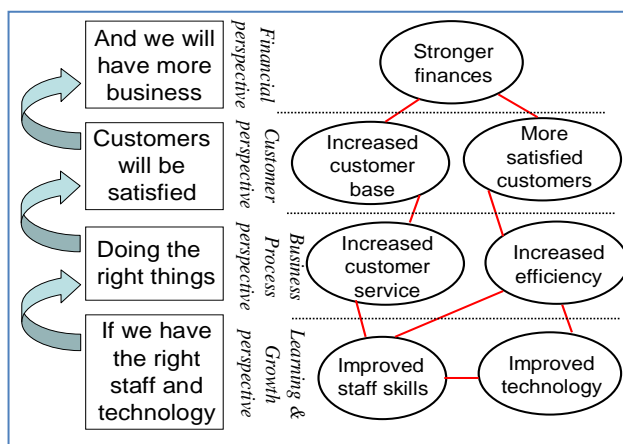 And we will
have more
business
Financial
perspective
Stronger
finances
Customers
will be
satisfied
Customer
perspective
Increased
customer
base
More
satisfied
customers
Doing the
right things
Business
Process
perspective
Increased
customer
service
Increased
efficiency
If we have
the right
staff and
technology
Learning &
Growth
perspective
Improved
staff skills
Improved
technology